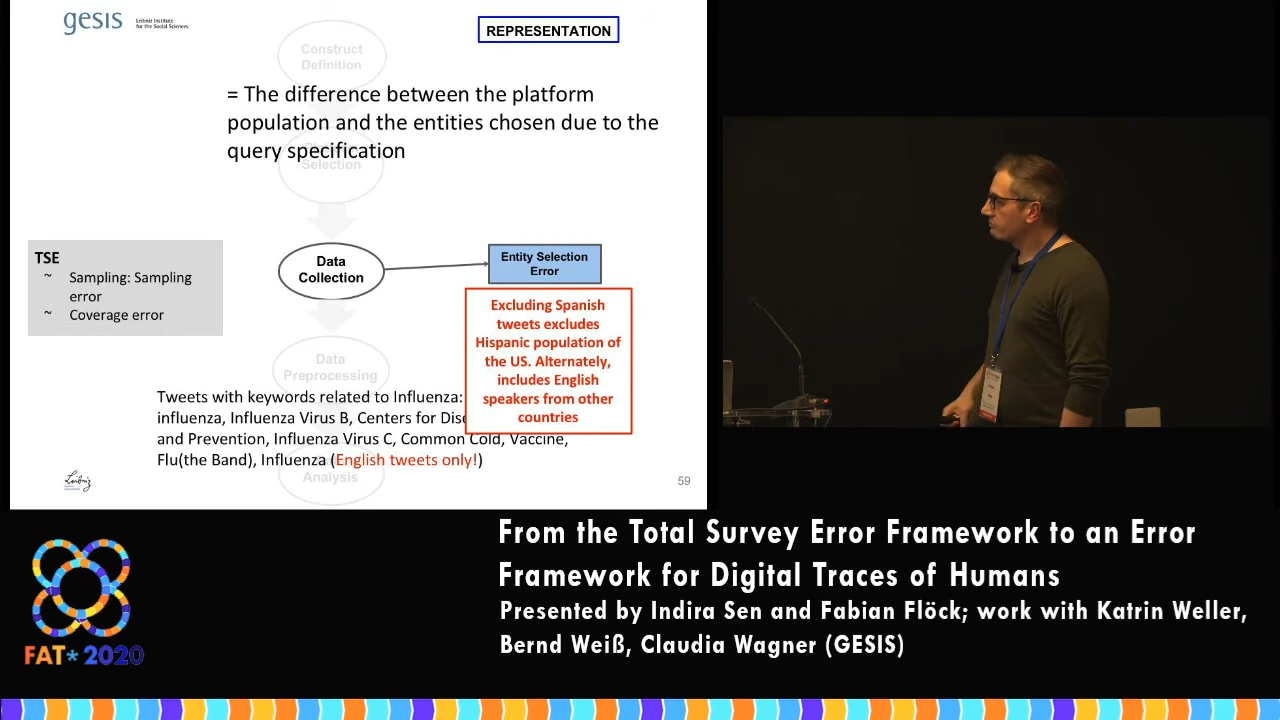 gesis
Leibniz Institute
for the Social Sciences
REPRESENTATION
Construct
Definition
= The difference between the platform
population and the entities chosen due to the
query specification
Selection
TSE
~ Sampling: Sampling
error
~ Coverage error
Data
Collection
Entity Selection
Error
Excluding Spanish
tweets excludes
Hispanic population of
the US. Alternately,
includes English
speakers from other
countries
Data
Preprocessing
Tweets with keywords related to Influenza:
influenza, Influenza Virus B, Centers for Dise
and Prevention, Influenza Virus C, Common Cold, Vaccine,
Flu(the Band), Influenza (English tweets only!)
Analysis
Leibniz
59
From the Total Survey Error Framework to an Error
Framework for Digital Traces of Humans
Presented by Indira Sen and Fabian Flöck; work with Katrin Weller,
Bernd Weiß, Claudia Wagner (GESIS)
FAT* 2020